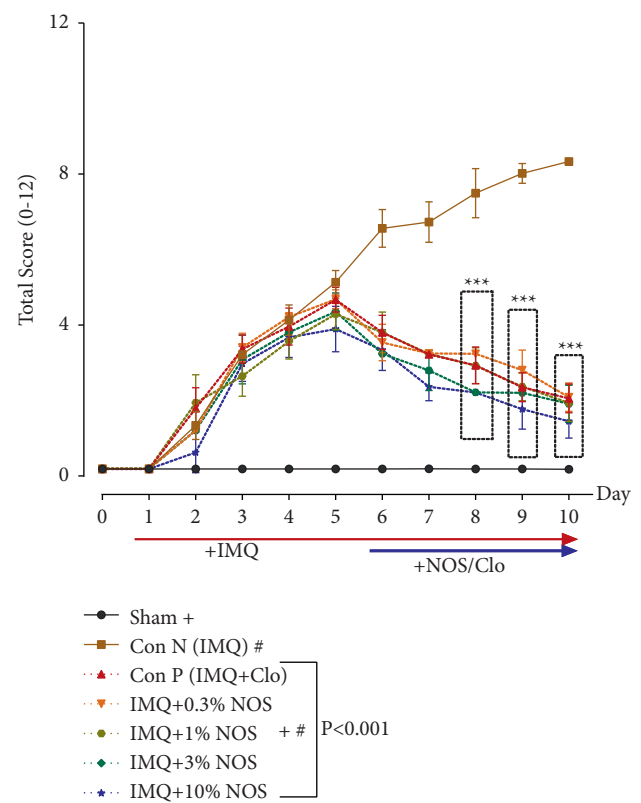 12
8
4
0
Total Score (0-12)
***
***
***
0 1 2 3 4 5 6 7 8 9 10
Day
+IMQ
+NOS/Clo
Sham +
Con N (IMQ) #
Con P (IMQ+Clo)
IMQ+0.3% NOS
IMQ+1% NOS
+ #
P<0.001
IMQ+3% NOS
IMQ+10% NOS